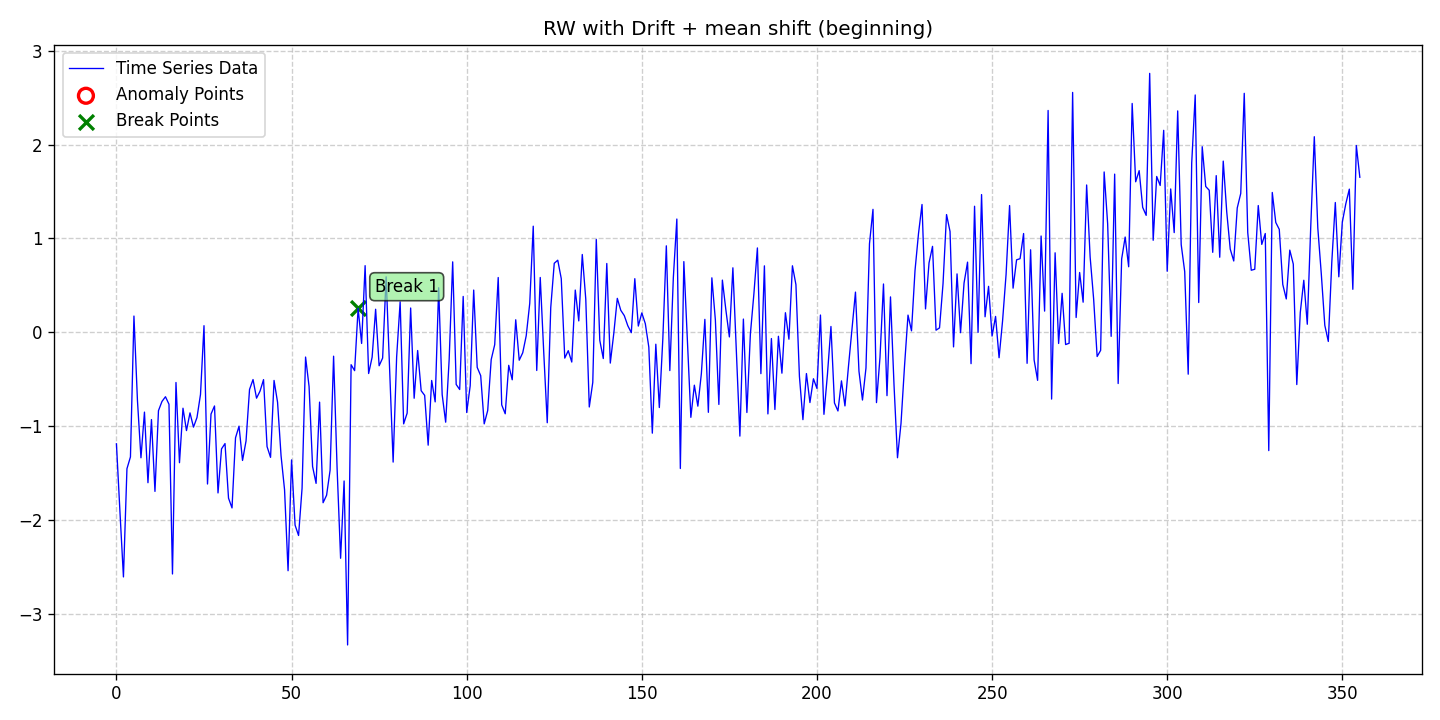 RW with Drift + mean shift (beginning)
Time Series Data
Anomaly Points
Break Points
Break 1
3
2
1
0
−1
−2
−3
0 50 100 150 200 250 300 350